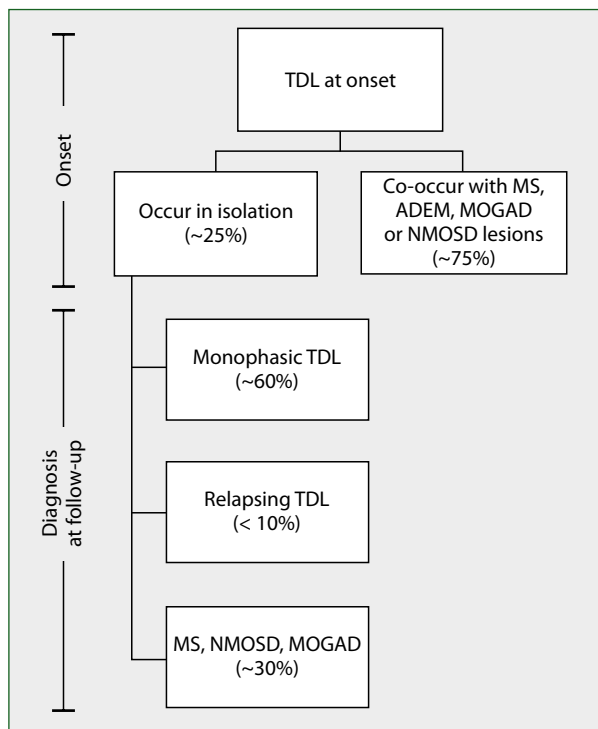 Onset
TDL at onset
Occur in isolation
(~25%)
Co-occur with MS,
ADEM, MOGAD
or NMOSD lesions
(~75%)
Diagnosis
at follow-up
Monophasic TDL
(~60%)
Relapsing TDL
(< 10%)
MS, NMOSD, MOGAD
(~30%)